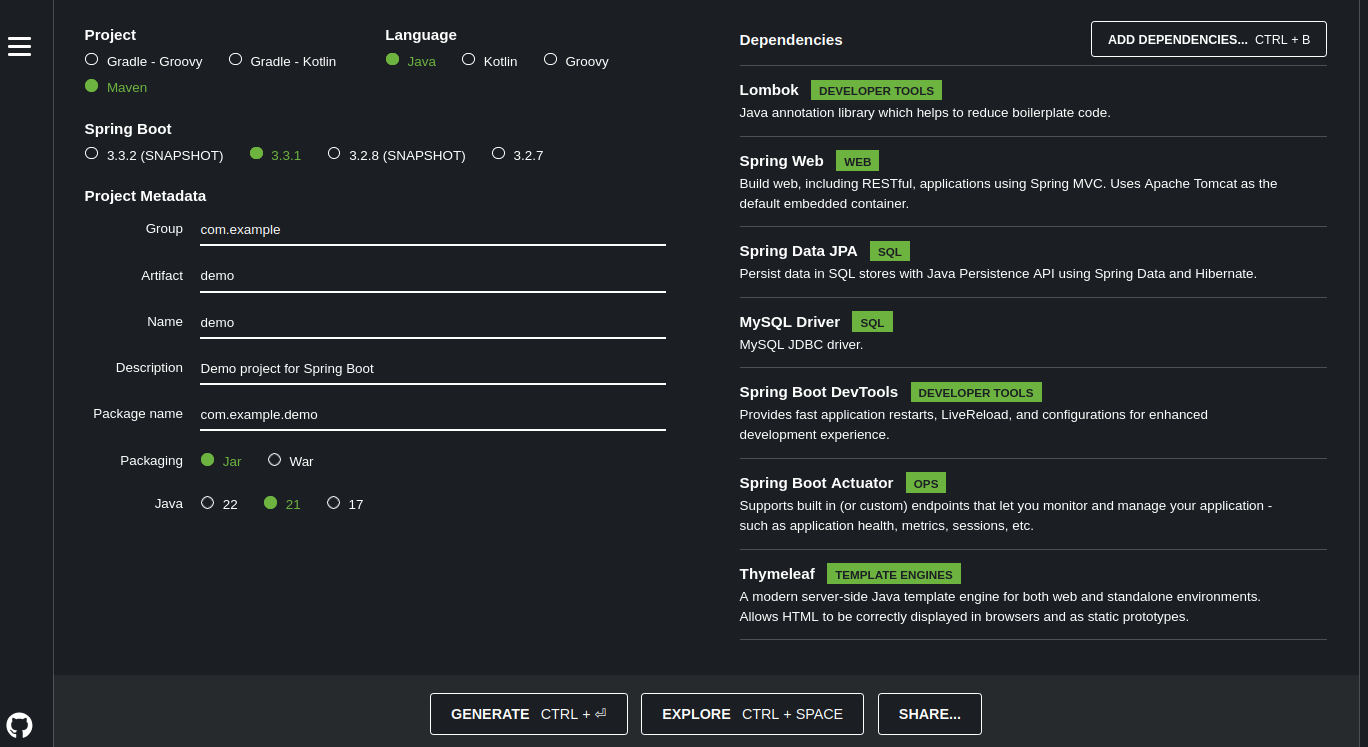 Project
Gradle - Groovy Gradle - Kotlin
Maven
Language
Java Kotlin Groovy
Spring Boot
3.3.2 (SNAPSHOT) 3.3.1 3.2.8 (SNAPSHOT) 3.2.7
Project Metadata
Group com.example
Artifact demo
Name demo
Description Demo project for Spring Boot
Package name com.example.demo
Packaging Jar War
Java 22 21 17
Dependencies
ADD DEPENDENCIES... CTRL + B
Lombok DEVELOPER TOOLS
Java annotation library which helps to reduce boilerplate code.
Spring Web WEB
Build web, including RESTful, applications using Spring MVC. Uses Apache Tomcat as the
default embedded container.
Spring Data JPA SQL
Persist data in SQL stores with Java Persistence API using Spring Data and Hibernate.
MySQL Driver SQL
MySQL JDBC driver.
Spring Boot DevTools DEVELOPER TOOLS
Provides fast application restarts, LiveReload, and configurations for enhanced
development experience.
Spring Boot Actuator OPS
Supports built in (or custom) endpoints that let you monitor and manage your application -
such as application health, metrics, sessions, etc.
Thymeleaf TEMPLATE ENGINES
A modern server-side Java template engine for both web and standalone environments.
Allows HTML to be correctly displayed in browsers and as static prototypes.
GENERATE CTRL + ⏎
EXPLORE CTRL + SPACE
SHARE...